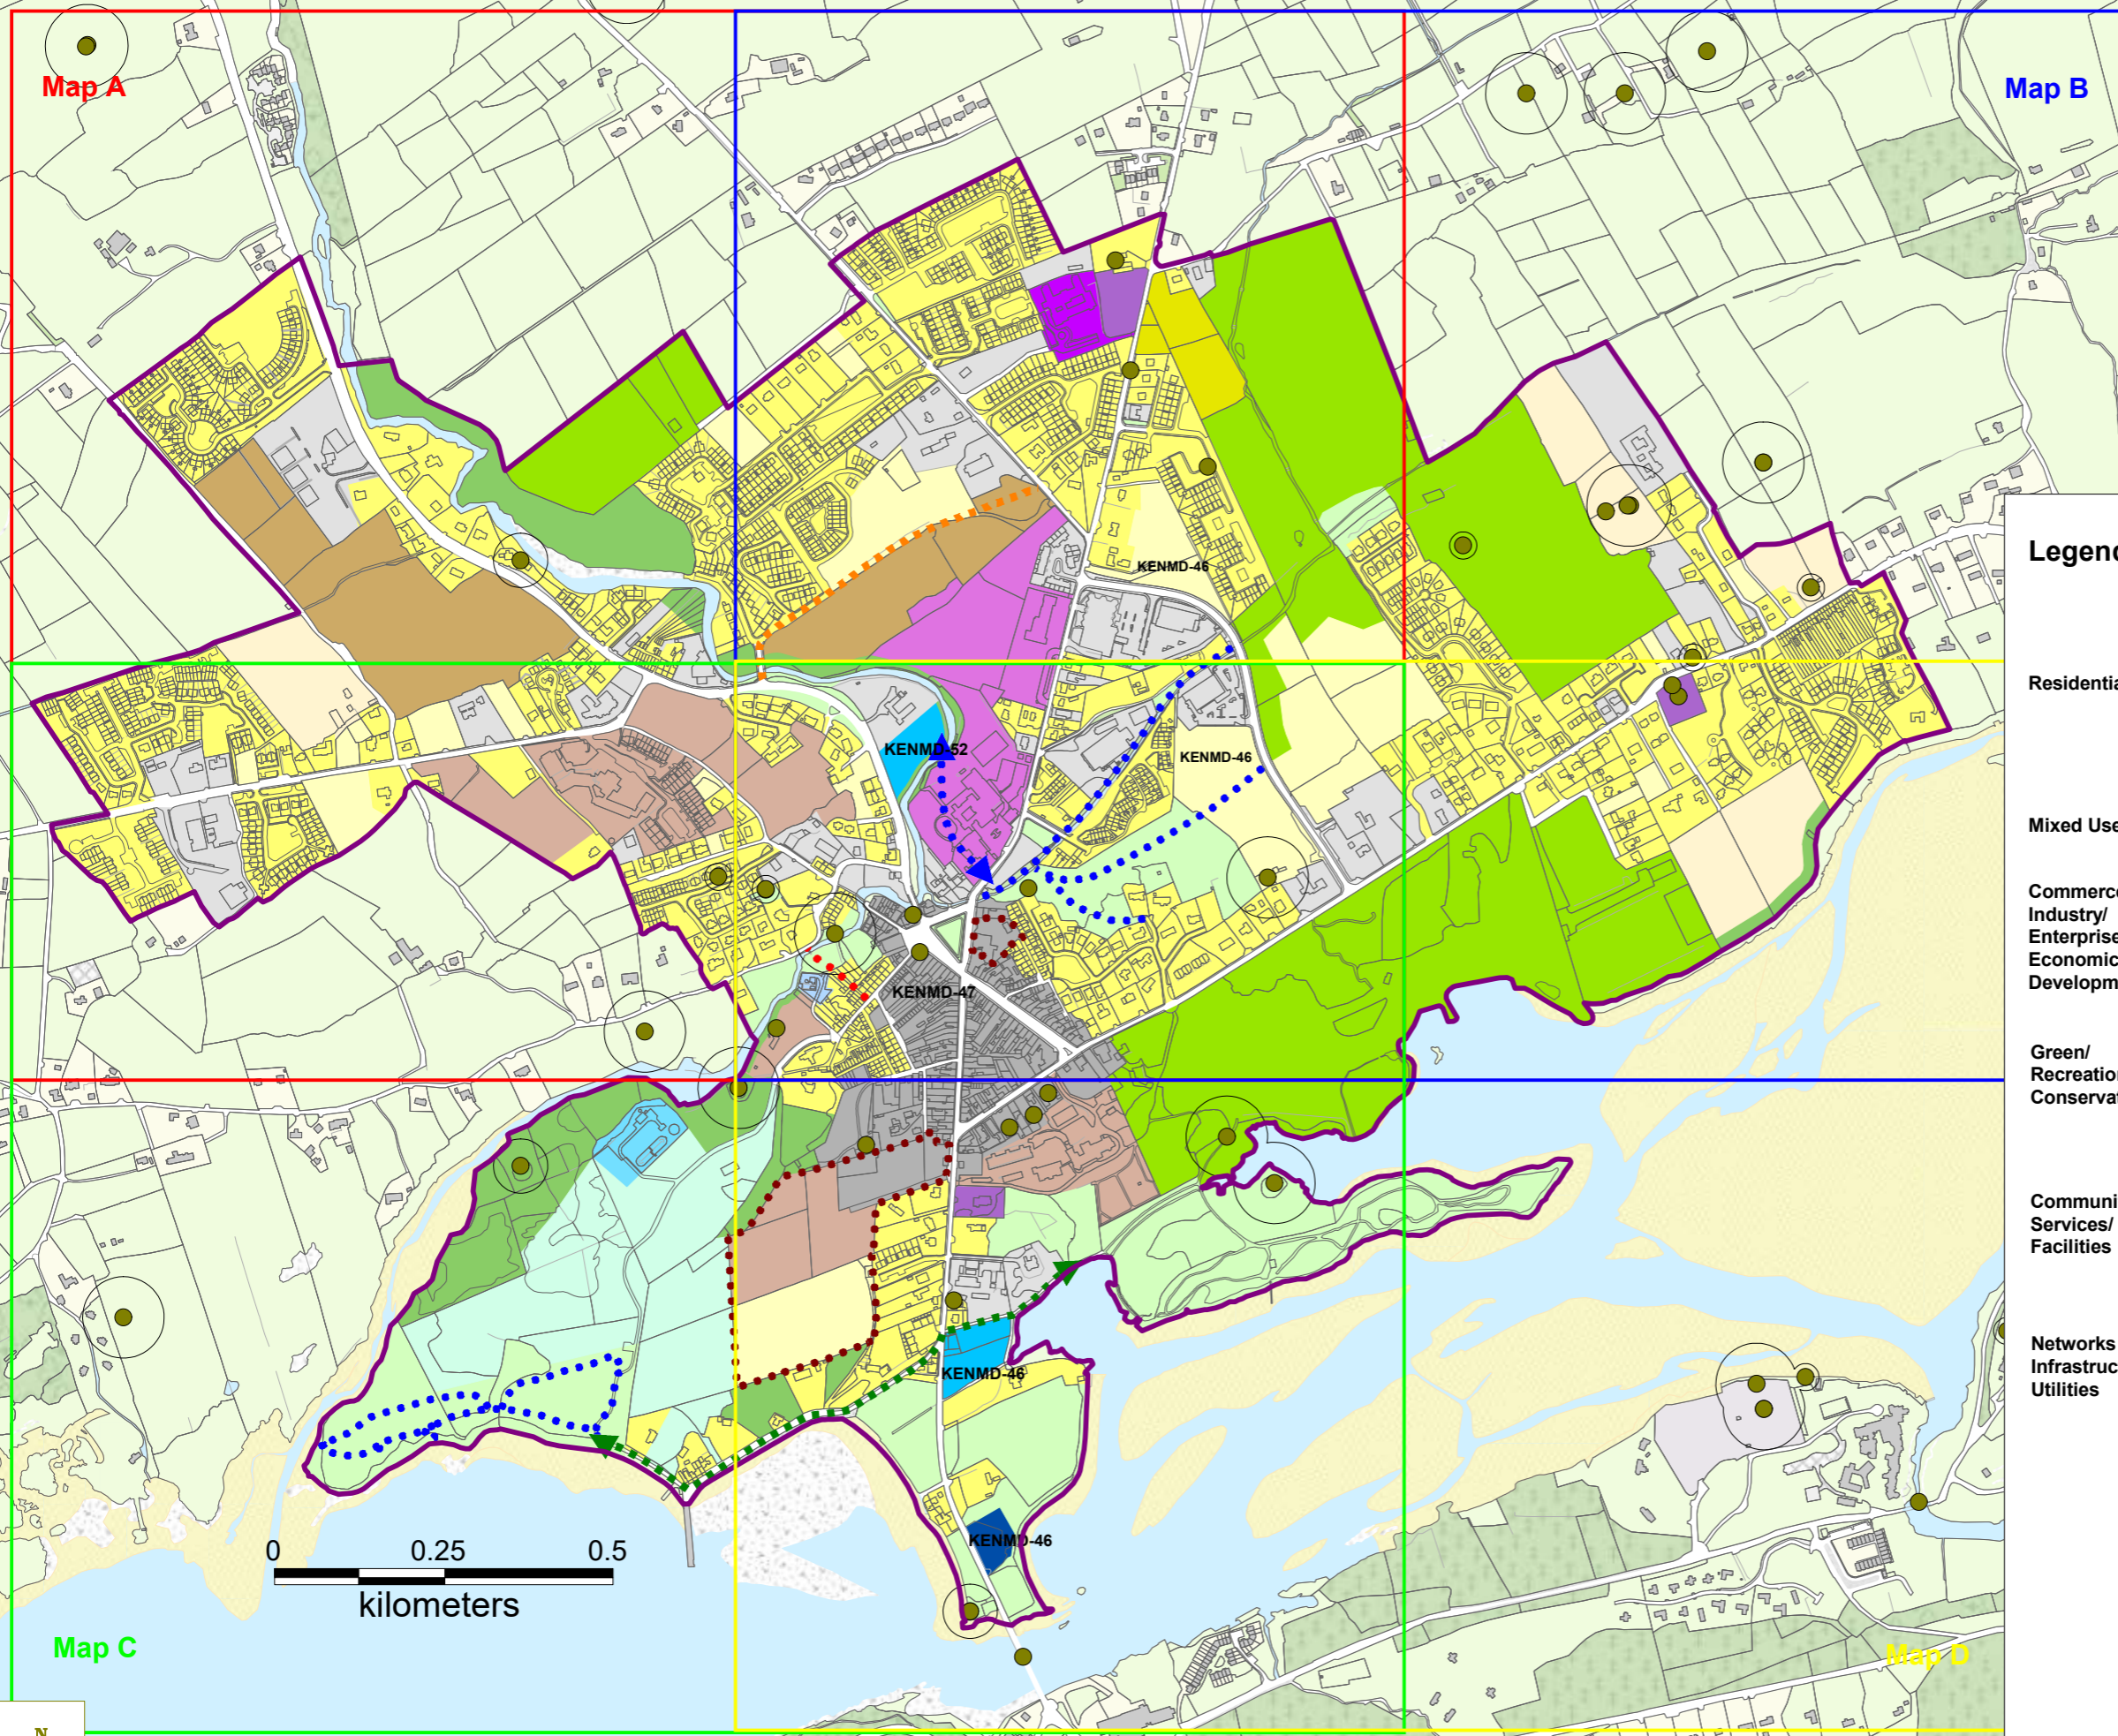 Map A
Map B
KENMD-46
KENMD-52
KENMD-46
KENMD-47
KENMD-46
KENMD-46
0 0.25 0.5
kilometers
Map C
Map D
N
Legend
Residentia
Mixed Use
Commerce
Industry/
Enterprise
Economic
Developm
Green/
Recreation
Conservat
Communi
Services/
Facilities
Networks
Infrastruc
Utilities